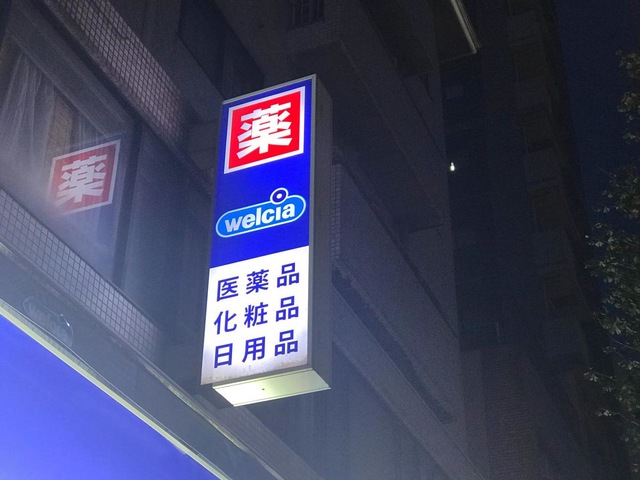 薬
薬
welcia
医薬品
化粧品
日用品